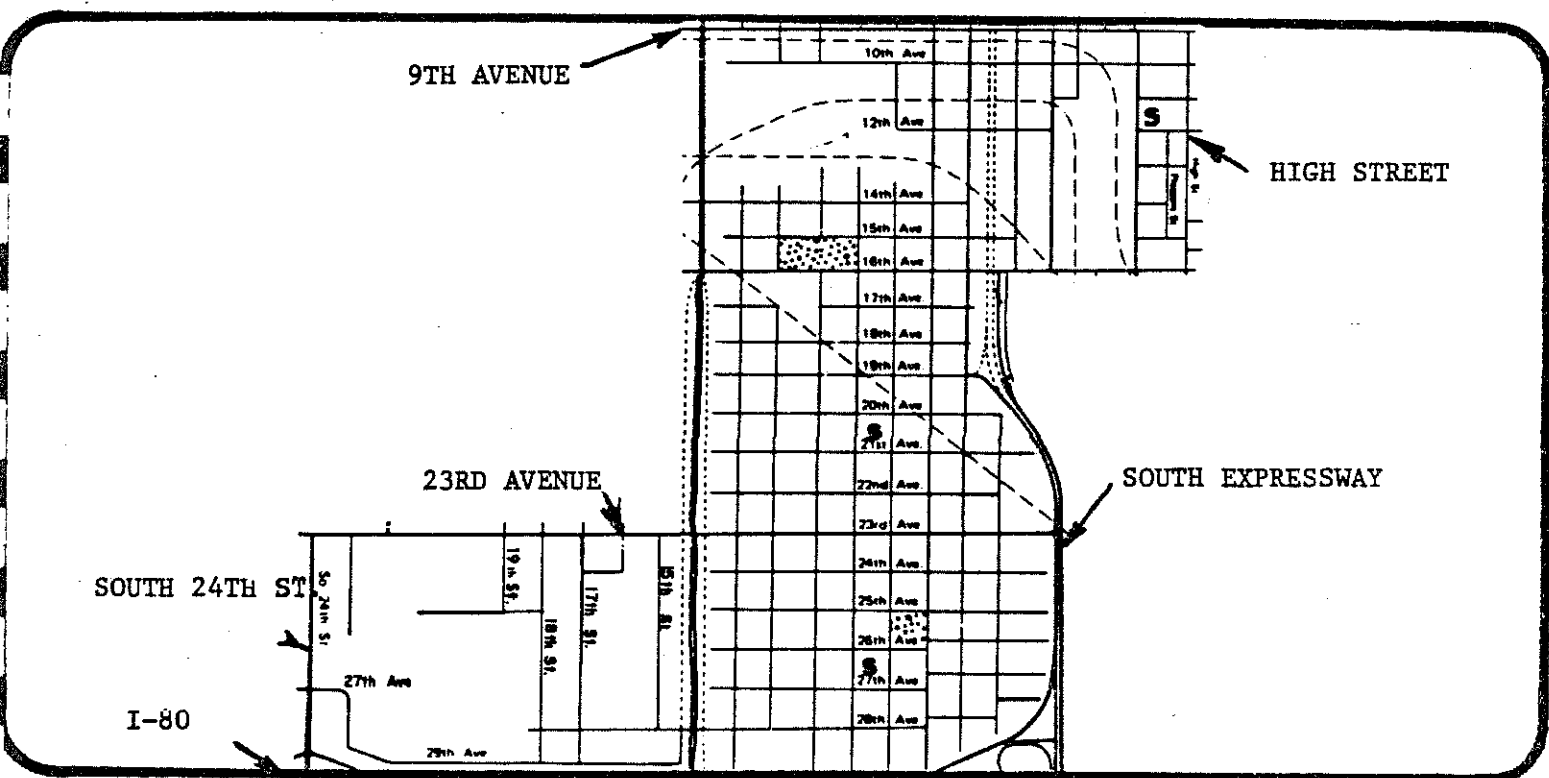 9TH AVENUE
10th Ave
12th Ave
S
HIGH STREET
High St
14th Ave
15th Ave
16th Ave
17th Ave
18th Ave
19th Ave
20th Ave
S
21st Ave.
22nd Ave
23RD AVENUE
SOUTH EXPRESSWAY
23rd Ave
24th Ave
SOUTH 24TH ST.
So 24th St
19th St.
17th St.
15th St
18th St.
25th Ave
26th Ave
S
27th Ave
27th Ave
28th Ave
I-80
29th Ave